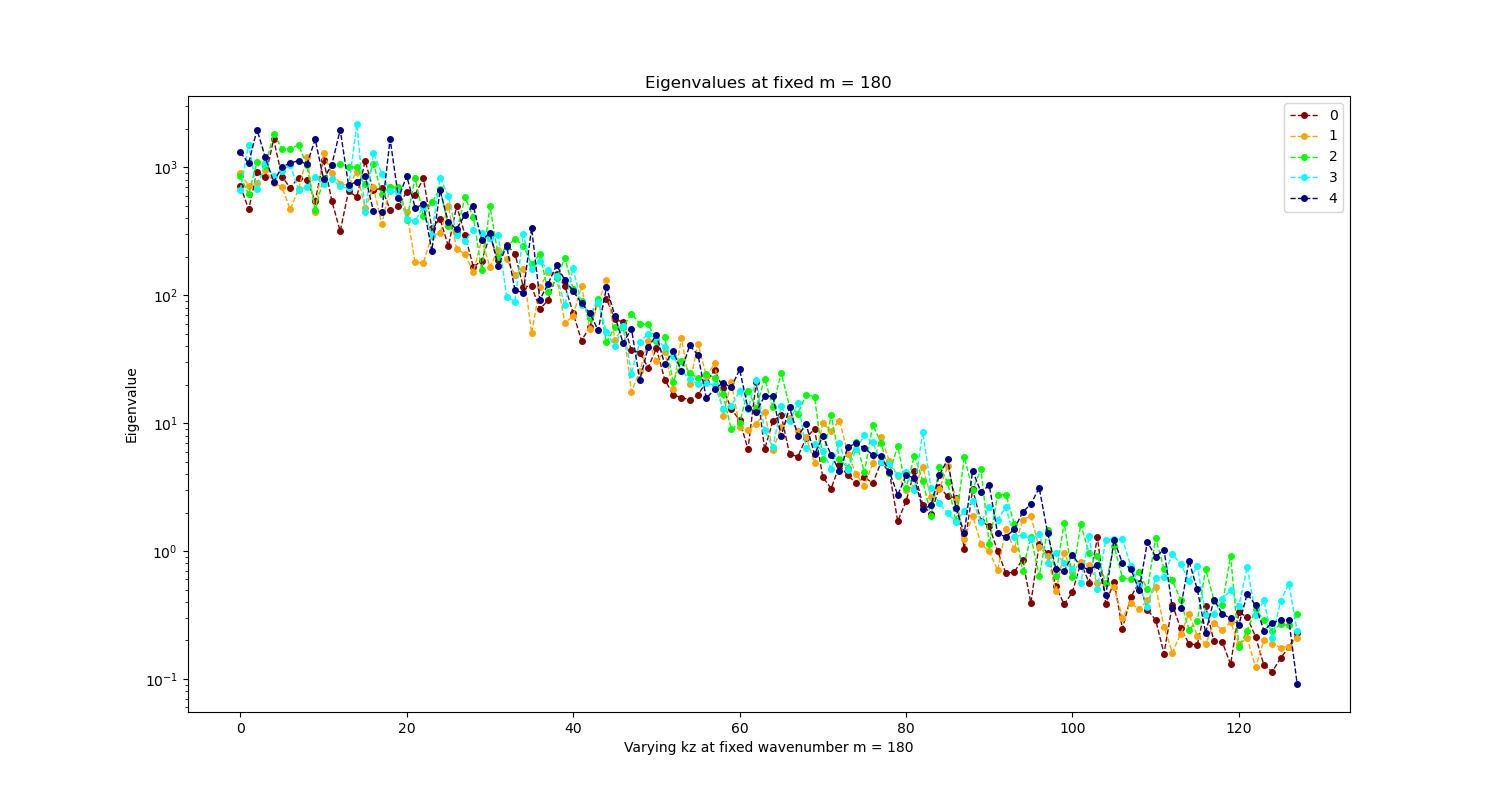 Eigenvalues at fixed m = 180
0
1
2
3
4
10³
10²
10¹
10⁰
10⁻¹
Eigenvalue
0 20 40 60 80 100 120
Varying kz at fixed wavenumber m = 180